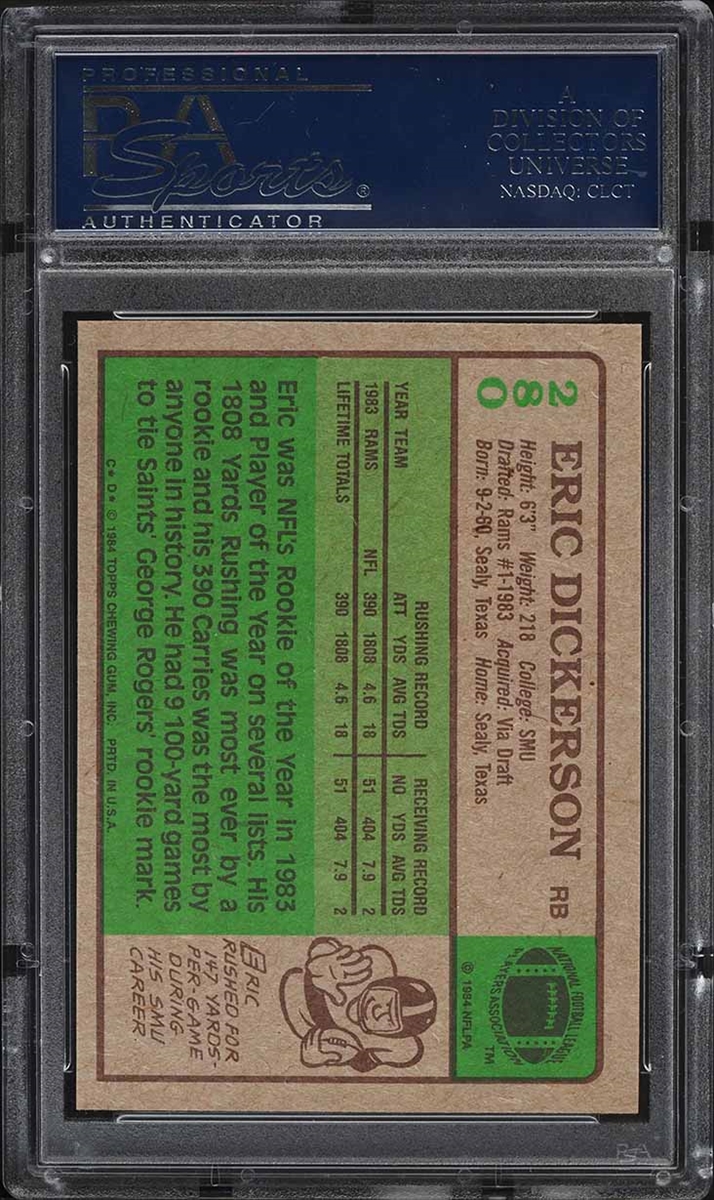 PROFESSIONAL
PSA
Sports®
AUTHENTICATOR
A
DIVISION OF
COLLECTORS
UNIVERSE
NASDAQ: CLCT
280
ERIC DICKERSON RB
Height: 6'3" Weight: 218 College: SMU
Drafted: Rams #1-1983 Acquired: Via Draft
Born: 9-2-60, Sealy, Texas Home: Sealy, Texas
NATIONAL FOOTBALL LEAGUE
PLAYERS ASSOCIATION
TM
© 1984 NFLPA
RUSHING RECORD RECEIVING RECORD
YEAR TEAM ATT YDS AVG TDS NO YDS AVG TDS
1983 RAMS NFL 390 1808 4.6 18 51 404 7.9 2
LIFETIME TOTALS 390 1808 4.6 18 51 404 7.9 2
Eric was NFL's Rookie of the Year in 1983
and Player of the Year on several lists. His
1808 Yards Rushing was most ever by a
rookie and his 390 Carries was the most by
anyone in history. He had 9 100-yard games
to tie Saints' George Rogers' rookie mark.
ERIC
RUSHED FOR
147 YARDS-
PER-GAME
DURING
HIS SMU
CAREER.
C* D* © 1984 TOPPS CHEWING GUM, INC. PRTD. IN U.S.A.
PSA